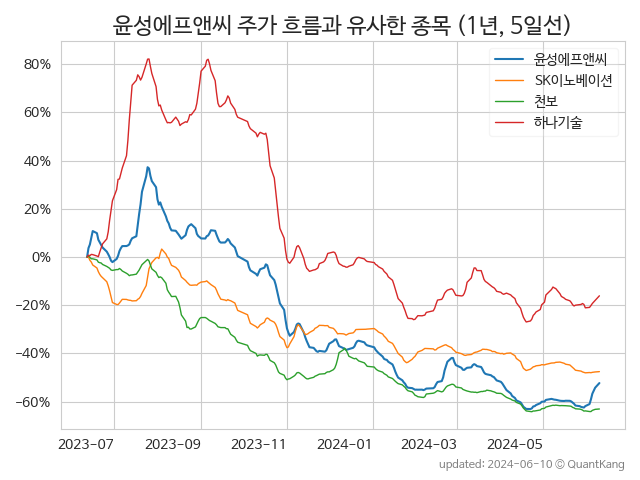 윤성에프앤씨 주가 흐름과 유사한 종목 (1년, 5일선)
윤성에프앤씨
SK이노베이션
천보
하나기술
80%
60%
40%
20%
0%
−20%
−40%
−60%
2023-07 2023-09 2023-11 2024-01 2024-03 2024-05
updated: 2024-06-10 © QuantKang